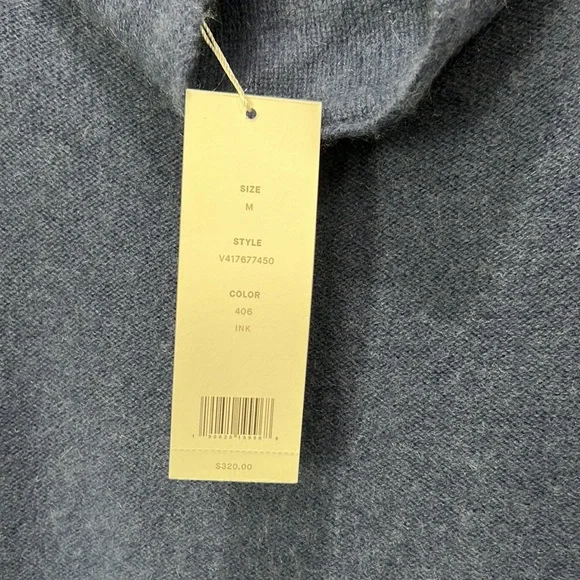 SIZE
M
STYLE
V417677450
COLOR
406
INK
$320.00